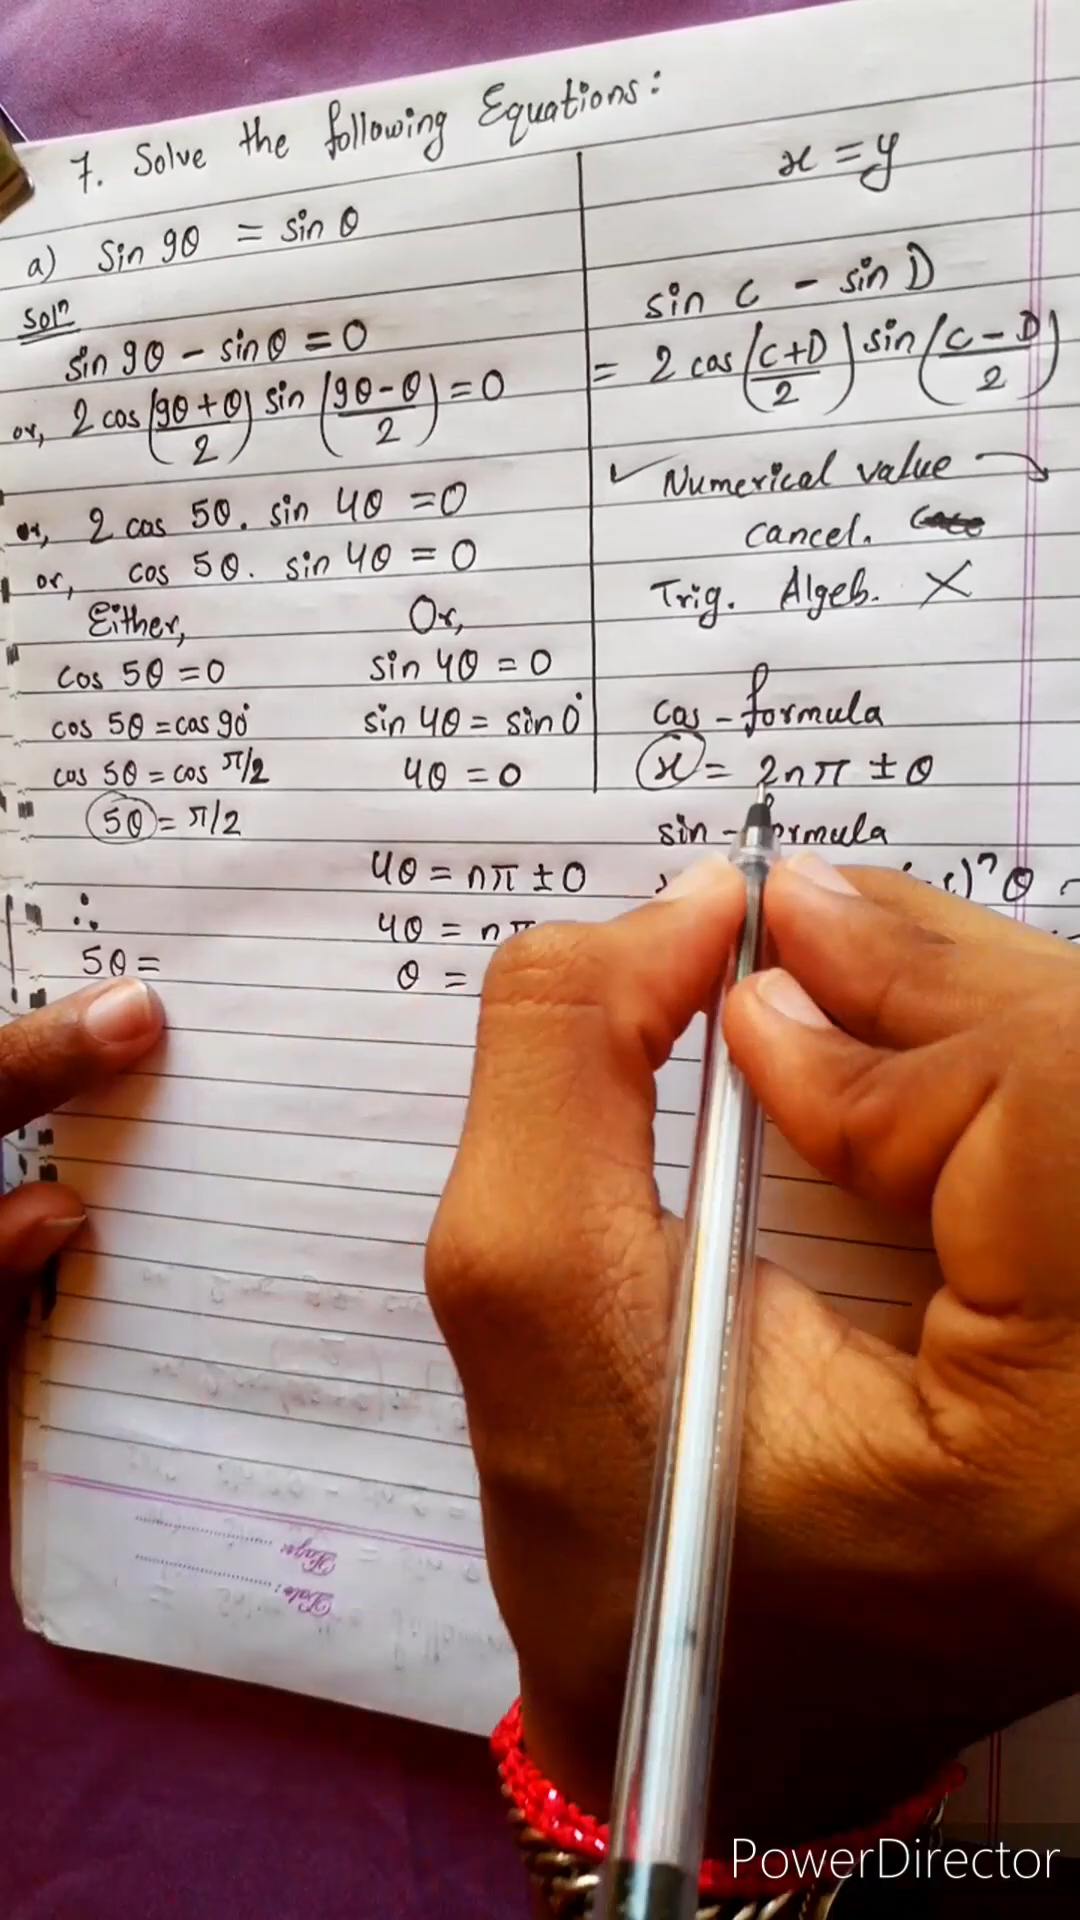 7. Solve the following Equations:
a) Sin 9θ = sin θ
Solⁿ
sin 9θ - sin θ = 0
or, 2 cos (9θ+θ/2) sin (9θ-θ/2) = 0
or, 2 cos 5θ. sin 4θ = 0
or, cos 5θ. sin 4θ = 0
Either, Or,
cos 5θ = 0 sin 4θ = 0
cos 5θ = cos 90° sin 4θ = sin 0°
cos 5θ = cos π/2 4θ = 0
5θ = π/2
4θ = nπ ± 0
∴ 4θ = nπ
5θ = θ =
x = y
sin C - sin D
= 2 cos (C+D/2) sin (C-D/2)
✓ Numerical value →
cancel.
Trig. Algeb. X
cos - formula
x = 2nπ ± θ
sin - formula
)ⁿ θ
PowerDirector